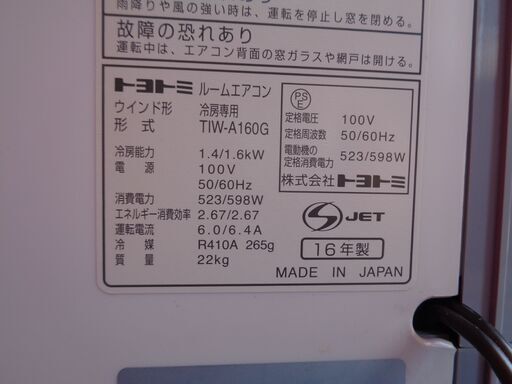 雨降りや風の強い時は、運転を停止し窓を閉める。
故障の恐れあり
運転中は、エアコン背面の窓ガラスや網戸は開ける。
トヨトミ ルームエアコン
ウインド形 冷房専用
形 式 TIW-A160G
冷房能力 1.4/1.6kW
電 源 100V
50/60Hz
消費電力 523/598W
エネルギー消費効率 2.67/2.67
運転電流 6.0/6.4A
冷 媒 R410A 265g
質 量 22kg
PSE
定格電圧 100V
定格周波数 50/60Hz
電動機の
定格消費電力 523/598W
株式会社トヨトミ
S JET
16年製
MADE IN JAPAN